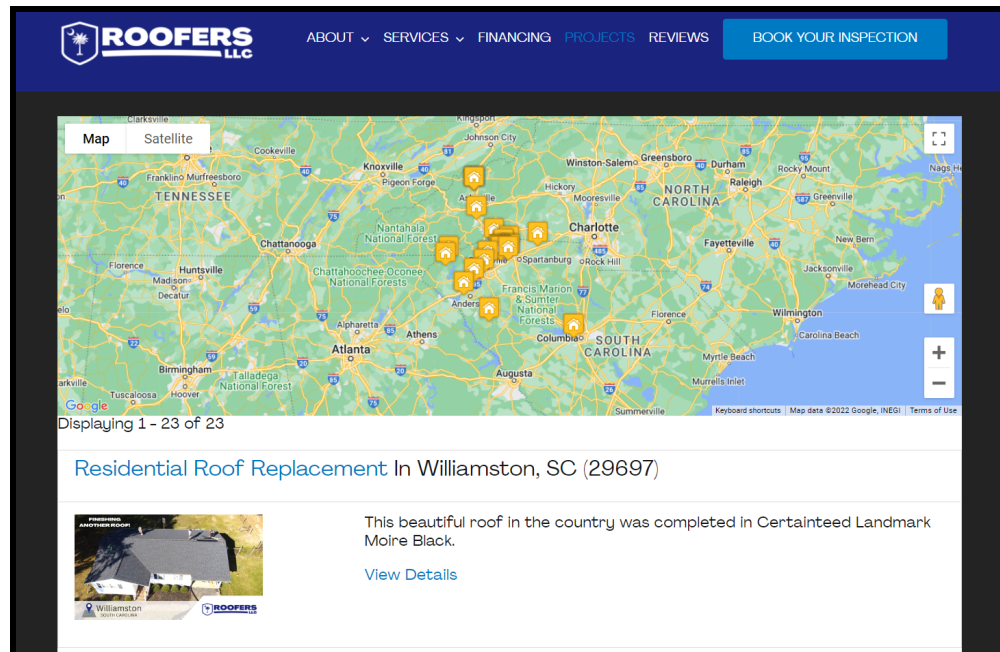 ROOFERS
LLC
ABOUT SERVICES FINANCING PROJECTS REVIEWS BOOK YOUR INSPECTION
Map Satellite
Clarksville
Kingsport
Johnson City
Cookeville
Knoxville
Pigeon Forge
Franklin Murfreesboro
TENNESSEE
Winston-Salem Greensboro Durham
Rocky Mount
Nags
Hickory
Mooresville
NORTH
CAROLINA
Raleigh
Greenville
Nantahala
National Forest
Charlotte
Chattanooga
Fayetteville
New Bern
Spartanburg
Rock Hill
Jacksonville
Morehead City
Florence
Huntsville
Madison
Decatur
Chattahoochee-Oconee
National Forests
Francis Marion
& Sumter
National
Forests
Florence
Wilmington
Carolina Beach
Alpharetta
Athens
Atlanta
Columbia
SOUTH
CAROLINA
Myrtle Beach
Birmingham
Hoover
Tuscaloosa
Talladega
National Forest
Augusta
Murrells Inlet
Summerville
Google
Keyboard shortcuts Map data ©2022 Google, INEGI Terms of Use
Displaying 1 - 23 of 23
Residential Roof Replacement In Williamston, SC (29697)
FINISHING
ANOTHER ROOF!
Williamston
SOUTH CAROLINA
ROOFERS
LLC
This beautiful roof in the country was completed in Certainteed Landmark
Moire Black.
View Details